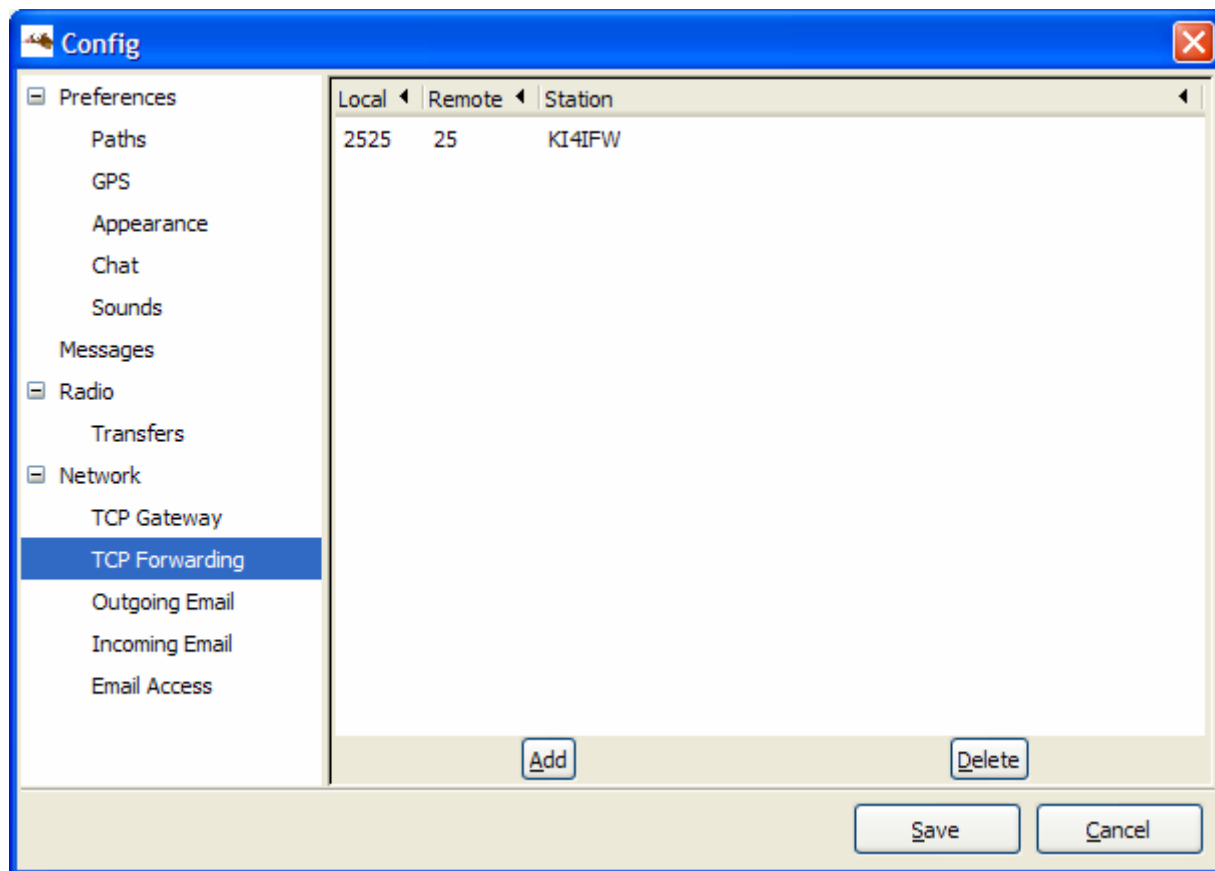 Config
Preferences
Paths
GPS
Appearance
Chat
Sounds
Messages
Radio
Transfers
Network
TCP Gateway
TCP Forwarding
Outgoing Email
Incoming Email
Email Access
Local Remote Station
2525 25 KI4IFW
Add Delete
Save Cancel